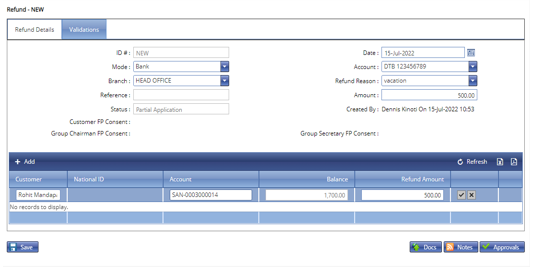 Refund - NEW
Refund Details Validations
ID # : NEW Date : 15-Jul-2022
Mode : Bank Account : DTB 123456789
Branch : HEAD OFFICE Refund Reason : vacation
Reference : Amount : 500.00
Status : Partial Application Created By : Dennis Kinoti On 15-Jul-2022 10:53
Customer FP Consent :
Group Chairman FP Consent : Group Secretary FP Consent :
+ Add Refresh
Customer National ID Account Balance Refund Amount
Rohit Mandap SAN-0003000014 1,700.00 500.00
No records to display.
Save Docs Notes Approvals